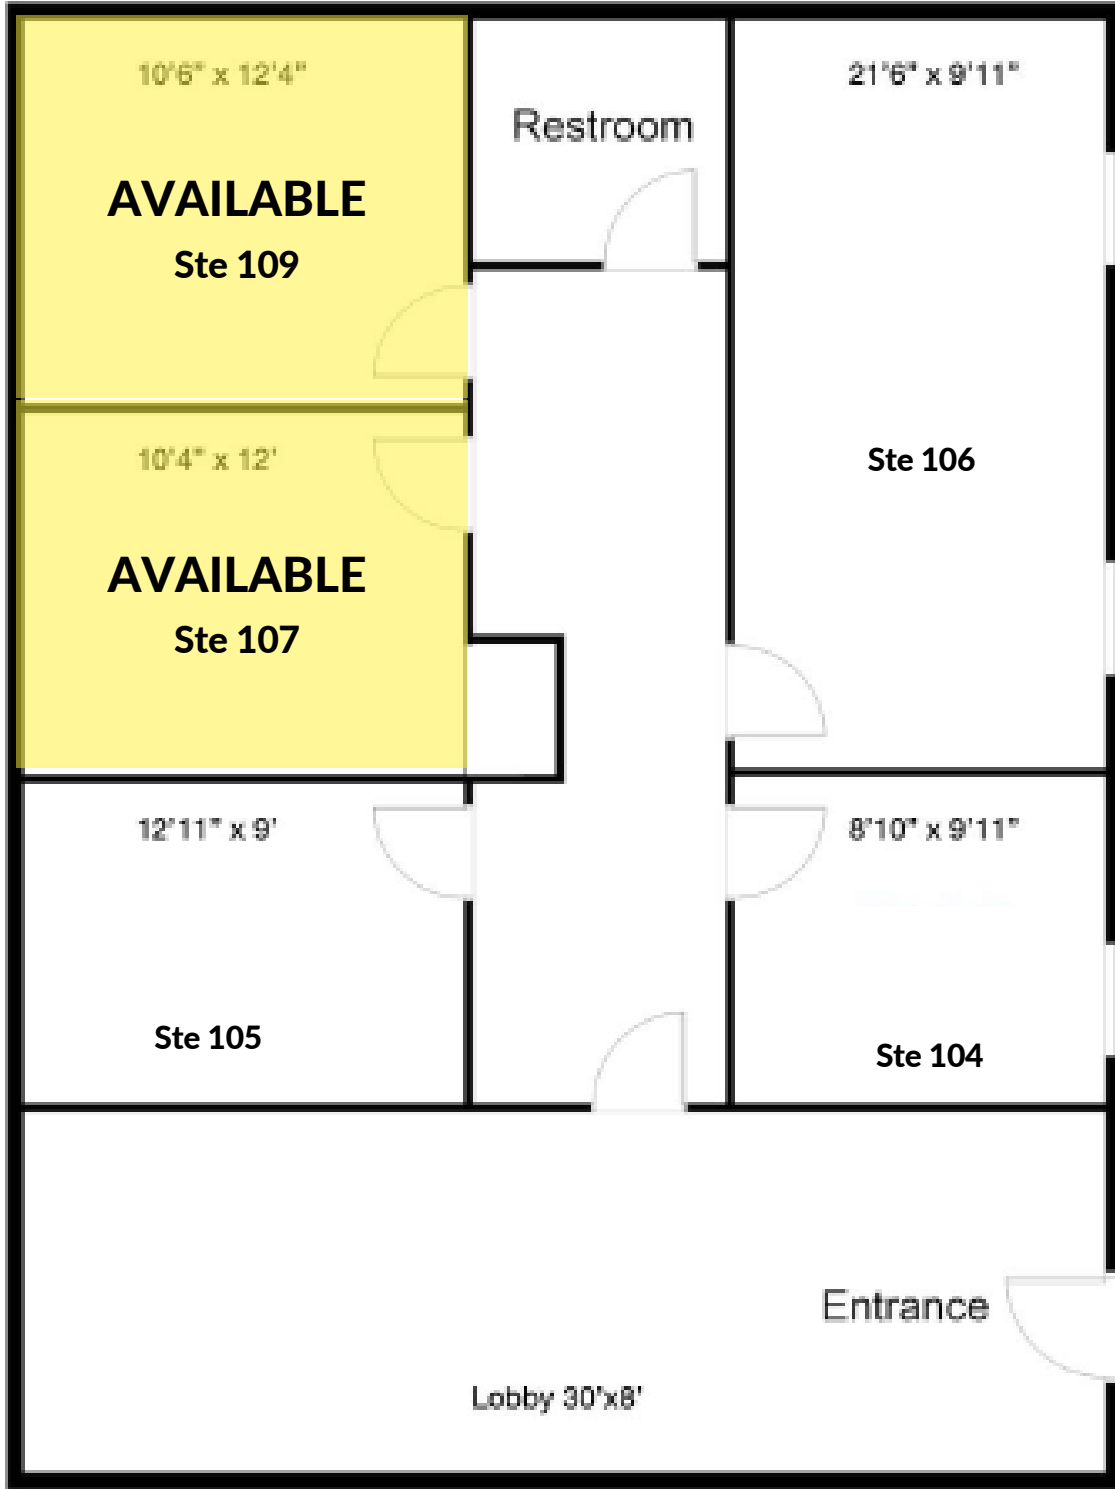 10'6" x 12'4"
AVAILABLE
Ste 109
Restroom
21'6" x 9'11"
Ste 106
10'4" x 12'
AVAILABLE
Ste 107
12'11" x 9'
Ste 105
8'10" x 9'11"
Ste 104
Entrance
Lobby 30'x8'